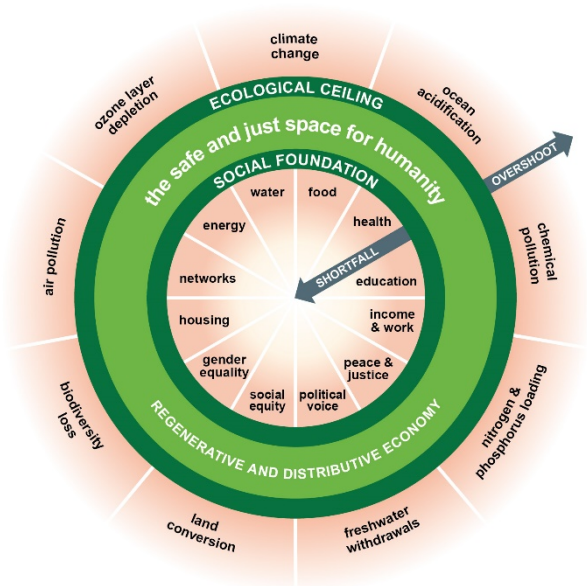 climate
change
ozone layer
depletion
ocean
acidification
ECOLOGICAL CEILING
the safe and just space for humanity
OVERSHOOT
SOCIAL FOUNDATION
water
food
energy
health
SHORTFALL
air pollution
chemical
pollution
networks
education
housing
income
& work
gender
equality
peace &
justice
social
equity
political
voice
biodiversity
loss
nitrogen &
phosphorus loading
REGENERATIVE AND DISTRIBUTIVE ECONOMY
land
conversion
freshwater
withdrawals